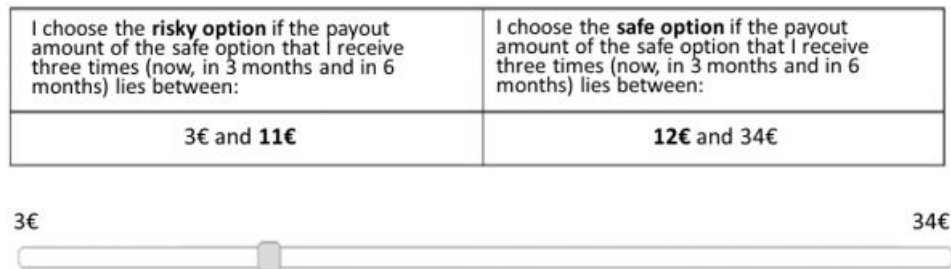 I choose the risky option if the payout
amount of the safe option that I receive
three times (now, in 3 months and in 6
months) lies between:
I choose the safe option if the payout
amount of the safe option that I receive
three times (now, in 3 months and in 6
months) lies between:
3€ and 11€
12€ and 34€
3€
34€